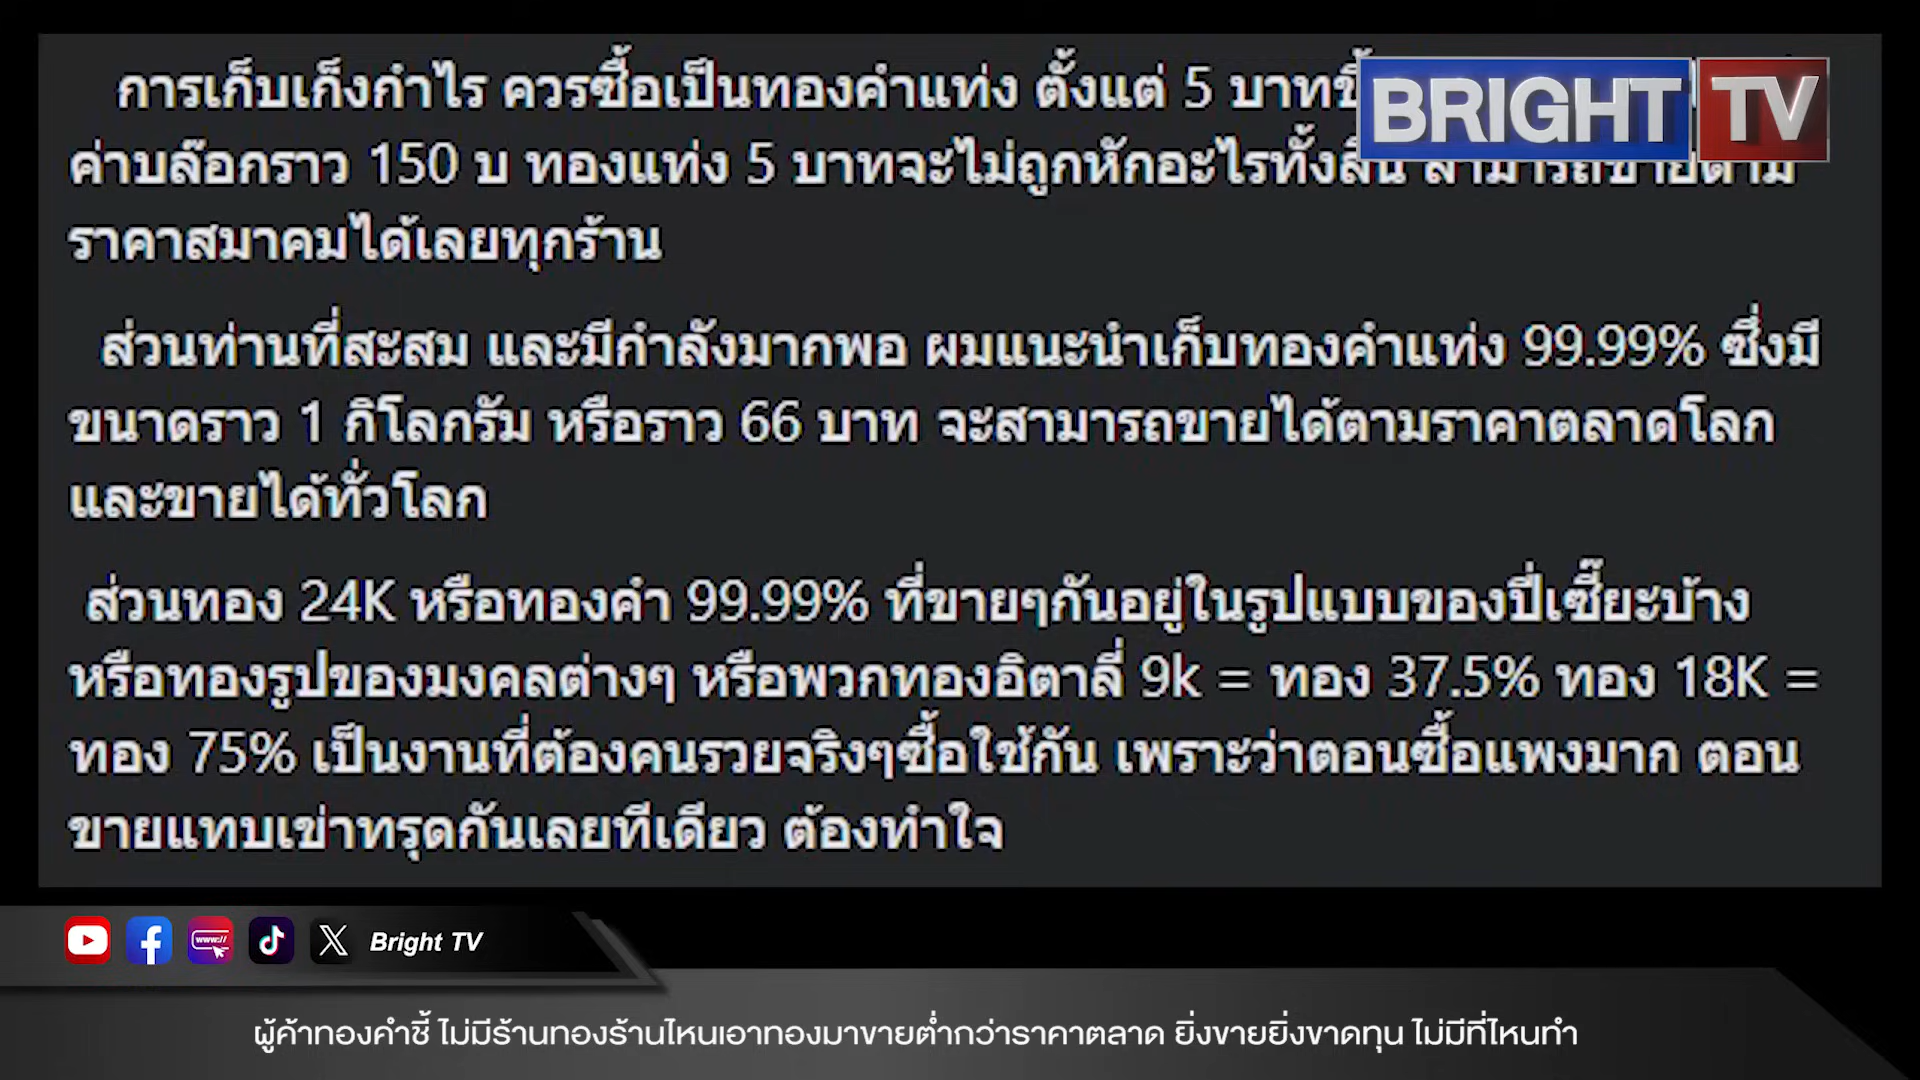 การเก็บเก็งกำไร ควรซื้อเป็นทองคำแท่ง ตั้งแต่ 5
BRIGHT TV
ค่าบล๊อกราว 150 บ ทองแท่ง 5 บาทจะไม่ถูกหักอะไรทั้งสิ้น สามารถขายตาม
ราคาสมาคมได้เลยทุกร้าน
ส่วนท่านที่สะสม และมีกำลังมากพอ ผมแนะนำเก็บทองคำแท่ง 99.99% ซึ่งมี
ขนาดราว 1 กิโลกรัม หรือราว 66 บาท จะสามารถขายได้ตามราคาตลาดโลก
และขายได้ทั่วโลก
ส่วนทอง 24K หรือทองคำ 99.99% ที่ขายๆกันอยู่ในรูปแบบของปี่เซี๊ยะบ้าง
หรือทองรูปของมงคลต่างๆ หรือพวกทองอิตาลี่ 9k = ทอง 37.5% ทอง 18K =
ทอง 75% เป็นงานที่ต้องคนรวยจริงๆซื้อใช้กัน เพราะว่าตอนซื้อแพงมาก ตอน
ขายแทบเข่าทรุดกันเลยทีเดียว ต้องทำใจ
www:// Bright TV
ผู้ค้าทองคำชี้ ไม่มีร้านทองร้านไหนเอาทองมาขายต่ำกว่าราคาตลาด ยิ่งขายยิ่งขาดทุน ไม่มีที่ไหนทำ